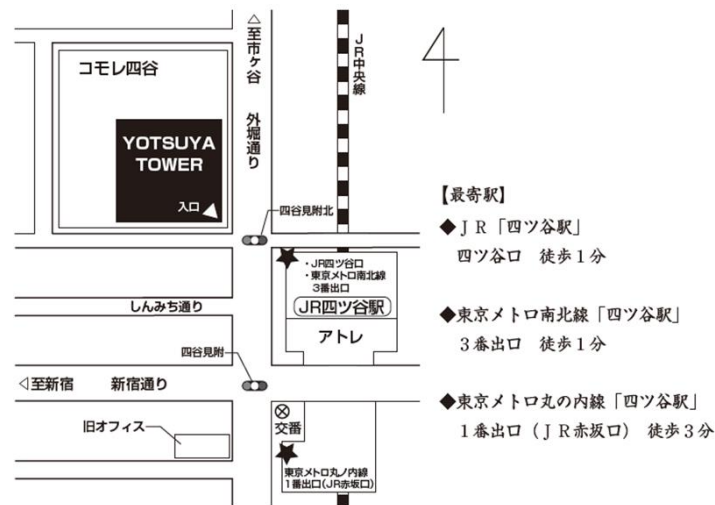 △至市ヶ谷
外堀通り
JR中央線
コモレ四谷
YOTSUYA
TOWER
入口
四谷見附北
・JR四ツ谷口
・東京メトロ南北線
3番出口
JR四ツ谷駅
アトレ
しんみち通り
四谷見附
◁至新宿 新宿通り
旧オフィス
交番
東京メトロ丸ノ内線
1番出口(JR赤坂口)
4
【最寄駅】
◆JR「四ツ谷駅」
四ツ谷口 徒歩1分
◆東京メトロ南北線「四ツ谷駅」
3番出口 徒歩1分
◆東京メトロ丸の内線「四ツ谷駅」
1番出口(JR赤坂口) 徒歩3分